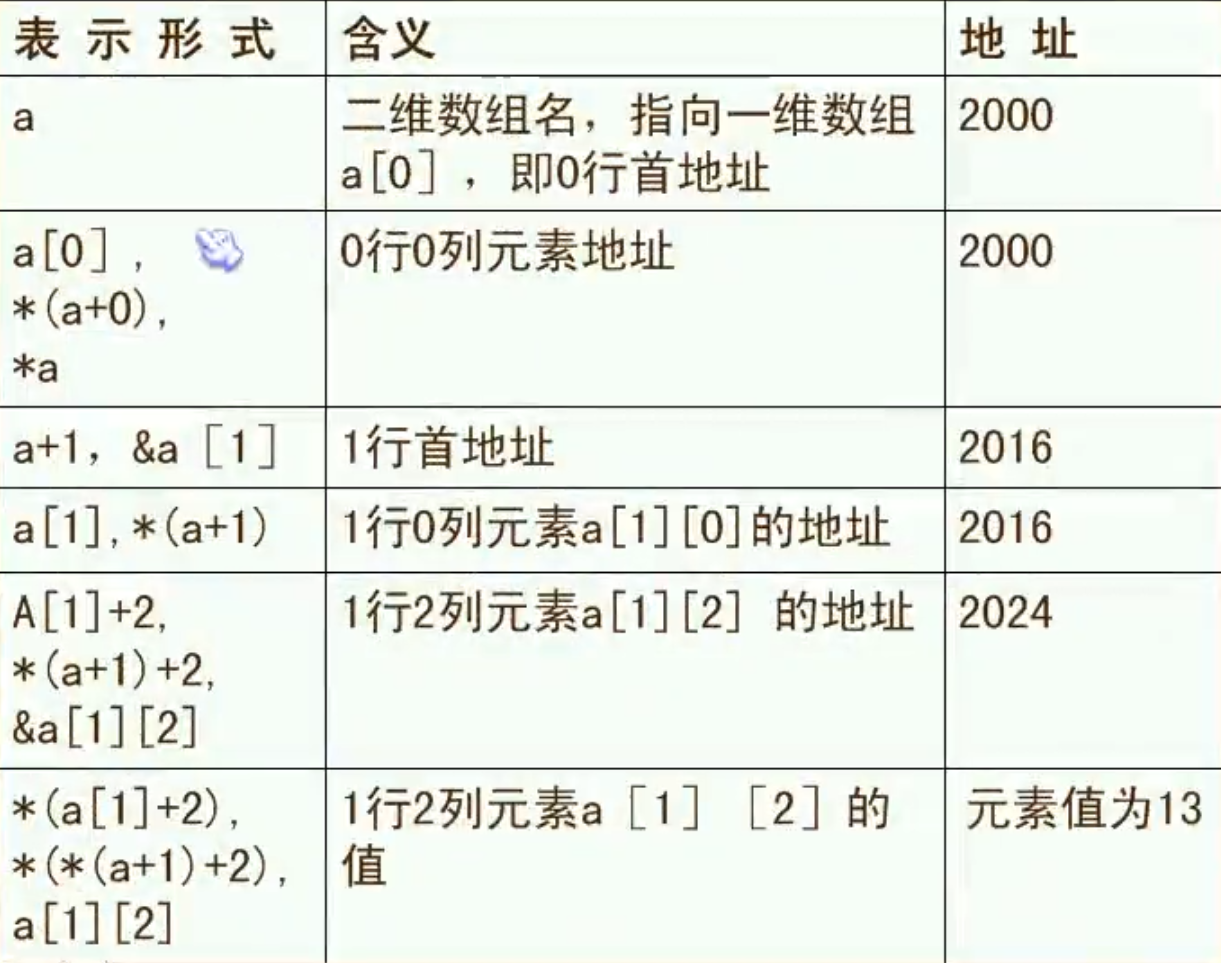 表 示 形 式 含义 地 址
a 二维数组名，指向一维数组 2000
a[0] ，即0行首地址
a[0] , 0行0列元素地址 2000
*(a+0),
*a
a+1，&a［1］ 1行首地址 2016
a[1],*(a+1) 1行0列元素a[1][0]的地址 2016
A[1]+2, 1行2列元素a[1][2] 的地址 2024
*(a+1)+2,
&a[1][2]
*(a[1]+2), 1行2列元素a［1］［2］的 元素值为13
*(*(a+1)+2), 值
a[1][2]